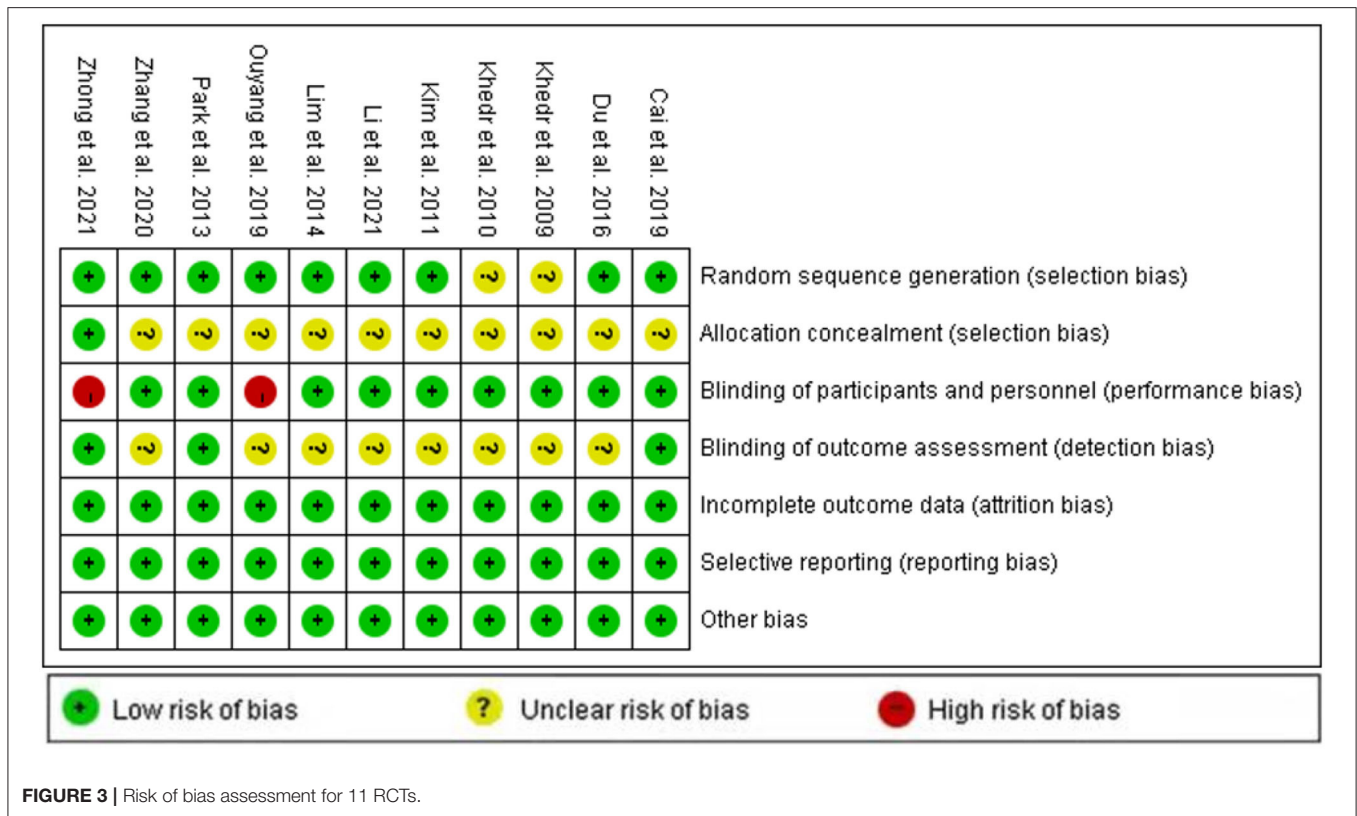 Zhong et al. 2021
Zhang et al. 2020
Park et al. 2013
Ouyang et al. 2019
Lim et al. 2014
Li et al. 2021
Kim et al. 2011
Khedr et al. 2010
Khedr et al. 2009
Du et al. 2016
Cai et al. 2019
+ + + + + + + ? ? + + Random sequence generation (selection bias)
+ ? ? ? ? ? ? ? ? ? ? Allocation concealment (selection bias)
- + + - + + + + + + + Blinding of participants and personnel (performance bias)
+ ? + ? ? ? ? ? ? ? + Blinding of outcome assessment (detection bias)
+ + + + + + + + + + + Incomplete outcome data (attrition bias)
+ + + + + + + + + + + Selective reporting (reporting bias)
+ + + + + + + + + + + Other bias
+ Low risk of bias ? Unclear risk of bias - High risk of bias
FIGURE 3 | Risk of bias assessment for 11 RCTs.